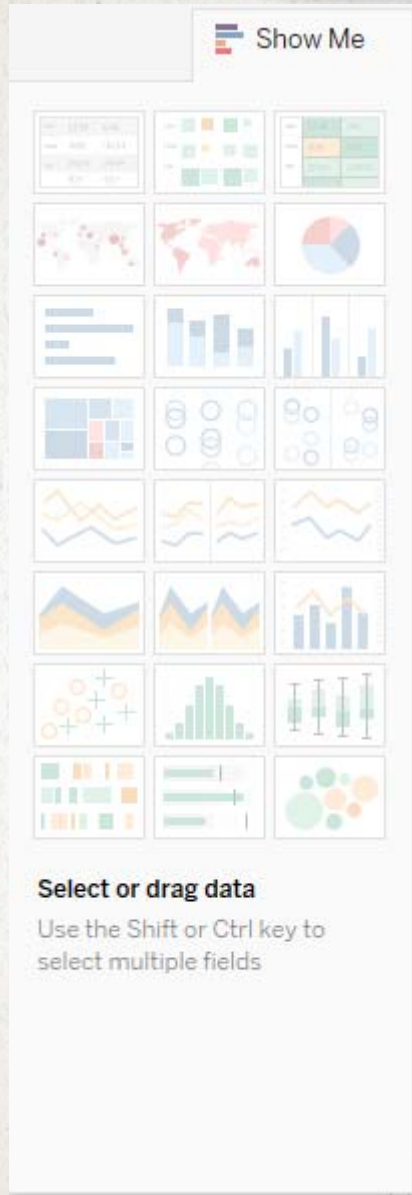 Show Me
Select or drag data
Use the Shift or Ctrl key to
select multiple fields